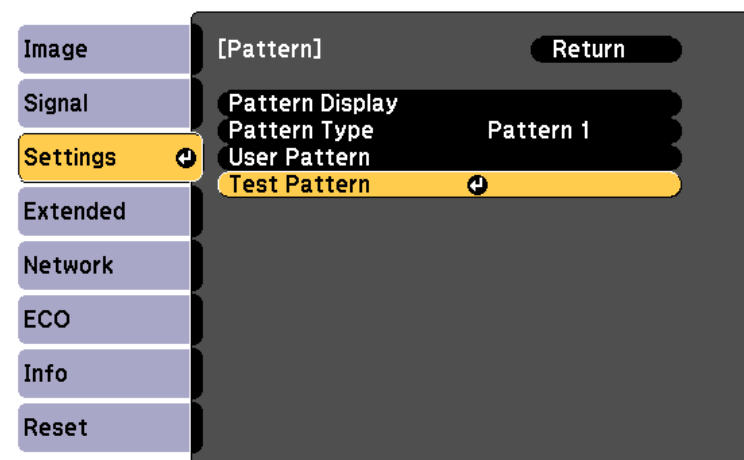 Image
Signal
Settings
Extended
Network
ECO
Info
Reset
[Pattern] Return
Pattern Display
Pattern Type Pattern 1
User Pattern
Test Pattern